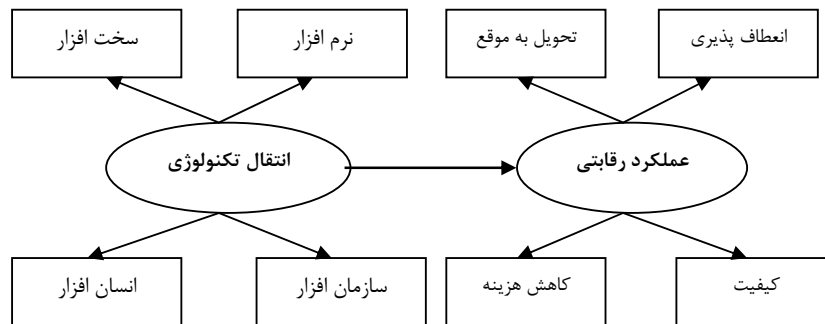 انعطاف پذیری
تحویل به موقع
نرم افزار
سخت افزار
عملکرد رقابتی
انتقال تکنولوژی
کیفیت
کاهش هزینه
سازمان افزار
انسان افزار